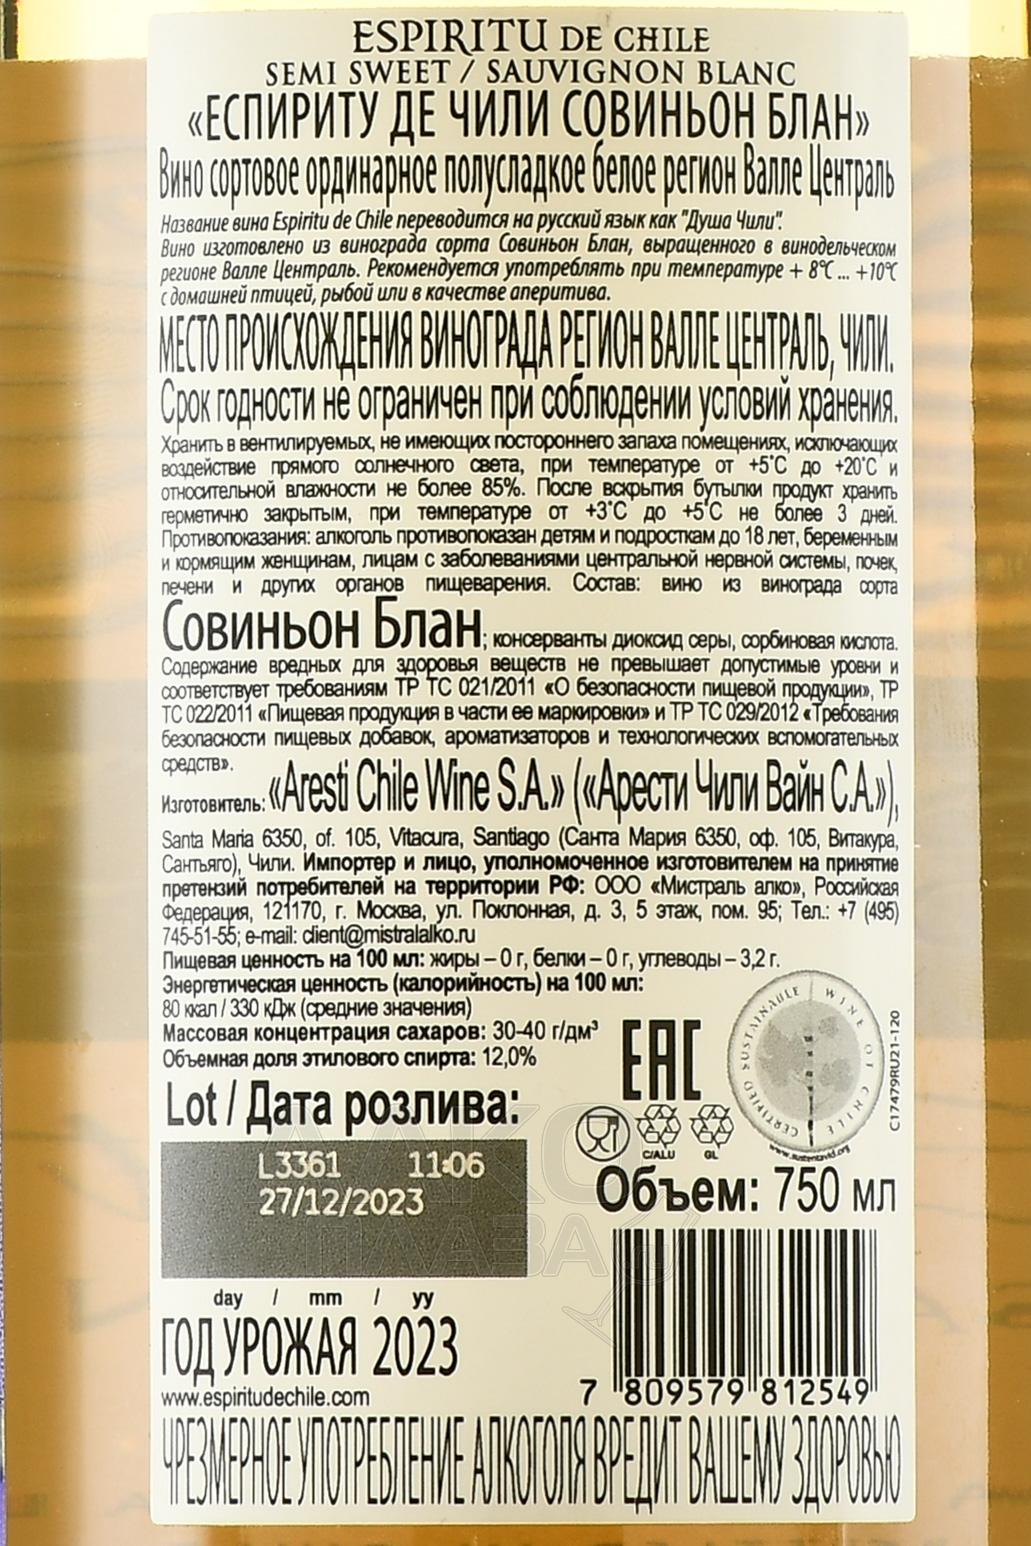 ESPIRITU DE CHILE
SEMI SWEET / SAUVIGNON BLANC
«ЕСПИРИТУ ДЕ ЧИЛИ СОВИНЬОН БЛАН»
Вино сортовое ординарное полусладкое белое регион Валле Централь
Название вина Espiritu de Chile переводится на русский язык как "Душа Чили".
Вино изготовлено из винограда сорта Совиньон Блан, выращенного в винодельческом
регионе Валле Централь. Рекомендуется употреблять при температуре + 8°C ... +10°C
с домашней птицей, рыбой или в качестве аперитива.
МЕСТО ПРОИСХОЖДЕНИЯ ВИНОГРАДА РЕГИОН ВАЛЛЕ ЦЕНТРАЛЬ, ЧИЛИ.
Срок годности не ограничен при соблюдении условий хранения.
Хранить в вентилируемых, не имеющих постороннего запаха помещениях, исключающих
воздействие прямого солнечного света, при температуре от +5°C до +20°C и
относительной влажности не более 85%. После вскрытия бутылки продукт хранить
герметично закрытым, при температуре от +3°C до +5°C не более 3 дней.
Противопоказания: алкоголь противопоказан детям и подросткам до 18 лет, беременным
и кормящим женщинам, лицам с заболеваниями центральной нервной системы, почек,
печени и других органов пищеварения. Состав: вино из винограда сорта
Совиньон Блан; консерванты диоксид серы, сорбиновая кислота.
Содержание вредных для здоровья веществ не превышает допустимые уровни и
соответствует требованиям ТР ТС 021/2011 «О безопасности пищевой продукции», ТР
ТС 022/2011 «Пищевая продукция в части ее маркировки» и ТР ТС 029/2012 «Требования
безопасности пищевых добавок, ароматизаторов и технологических вспомогательных
средств».
Изготовитель: «Aresti Chile Wine S.A.» («Арести Чили Вайн С.А.»),
Santa Maria 6350, of. 105, Vitacura, Santiago (Санта Мария 6350, оф. 105, Витакура,
Сантьяго), Чили. Импортер и лицо, уполномоченное изготовителем на принятие
претензий потребителей на территории РФ: ООО «Мистраль алко», Российская
Федерация, 121170, г. Москва, ул. Поклонная, д. 3, 5 этаж, пом. 95; Тел.: +7 (495)
745-51-55; e-mail: client@mistralalko.ru
Пищевая ценность на 100 мл: жиры – 0 г, белки – 0 г, углеводы – 3,2 г.
Энергетическая ценность (калорийность) на 100 мл:
80 ккал / 330 кДж (средние значения)
Массовая концентрация сахаров: 30-40 г/дм³
Объемная доля этилового спирта: 12,0%
EAC
CERTIFIED SUSTAINABLE WINE OF CHILE
www.sustentavid.org
C17479RU21-120
C/ALU
GL
Lot / Дата розлива:
L3361 11:06
27/12/2023
day / mm / yy
Объем: 750 мл
ГОД УРОЖАЯ 2023
www.espiritudechile.com
7 809579 812549
ЧРЕЗМЕРНОЕ УПОТРЕБЛЕНИЕ АЛКОГОЛЯ ВРЕДИТ ВАШЕМУ ЗДОРОВЬЮ
АЛКО
ПЛАЗА